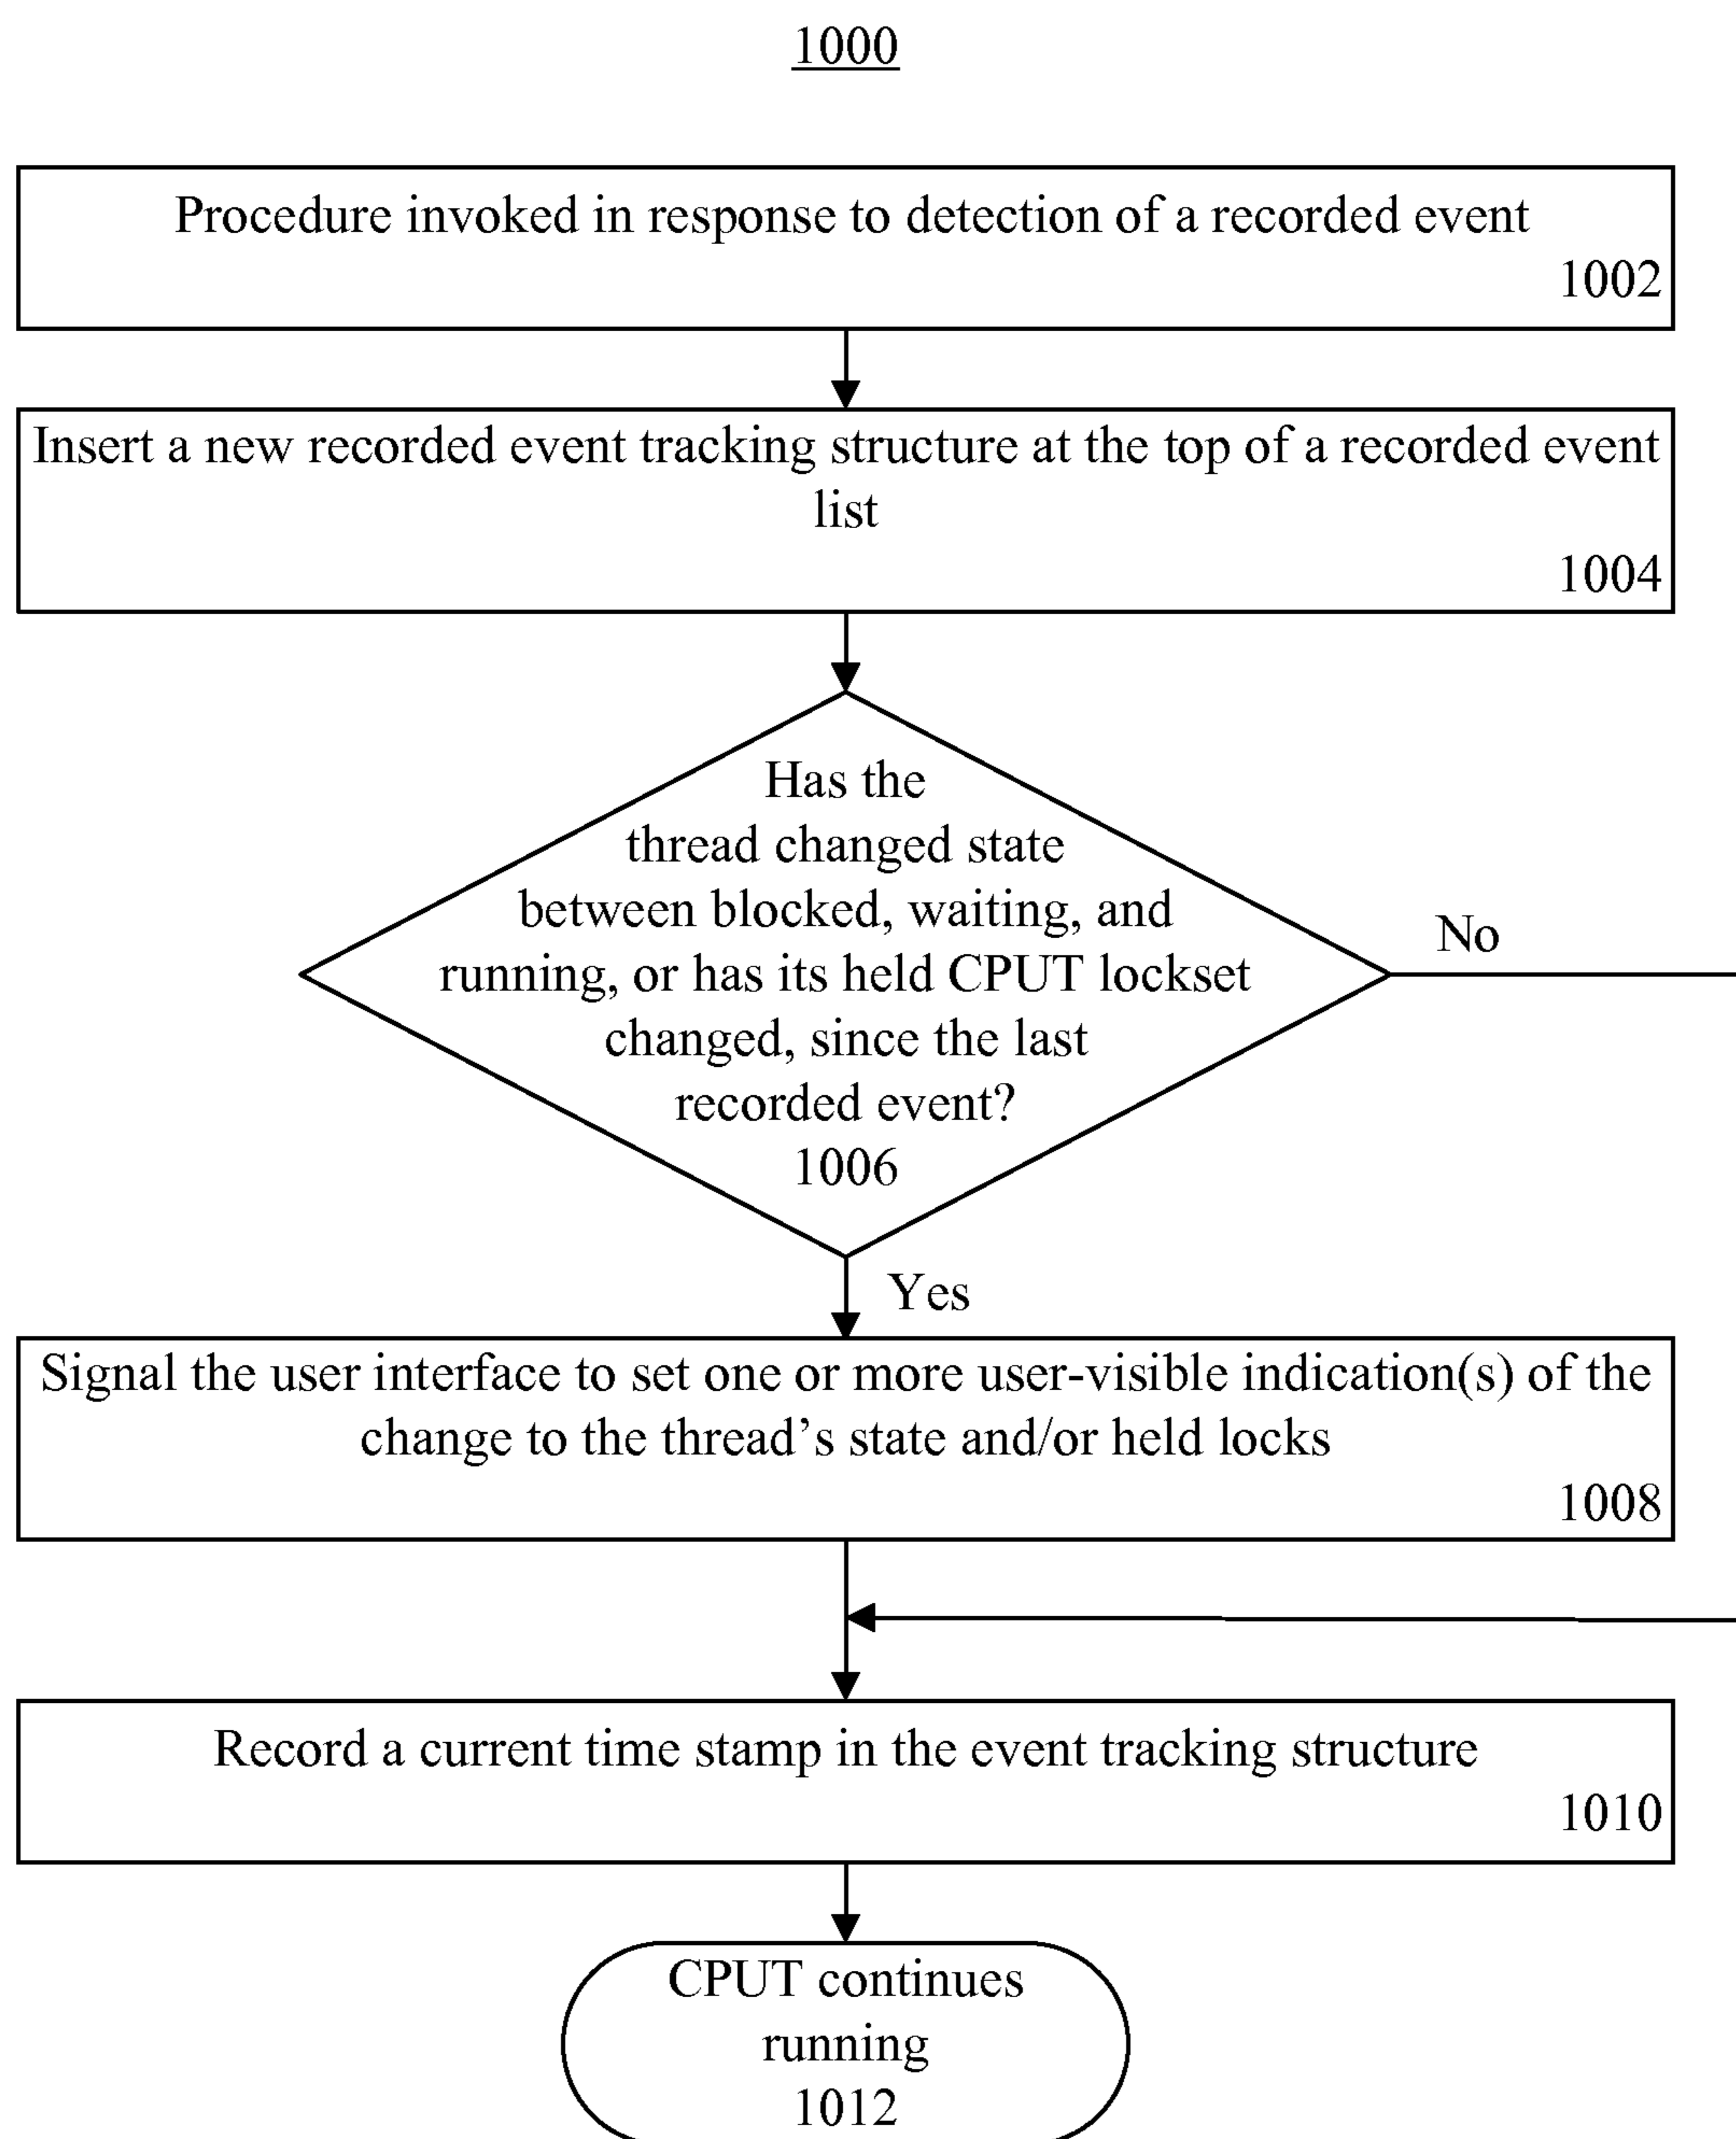 1000
Procedure invoked in response to detection of a recorded event
1002
Insert a new recorded event tracking structure at the top of a recorded event
list
1004
Has the
thread changed state
between blocked, waiting, and
running, or has its held CPUT lockset
changed, since the last
recorded event?
1006
No
Yes
Signal the user interface to set one or more user-visible indication(s) of the
change to the thread’s state and/or held locks
1008
Record a current time stamp in the event tracking structure
1010
CPUT continues
running
1012